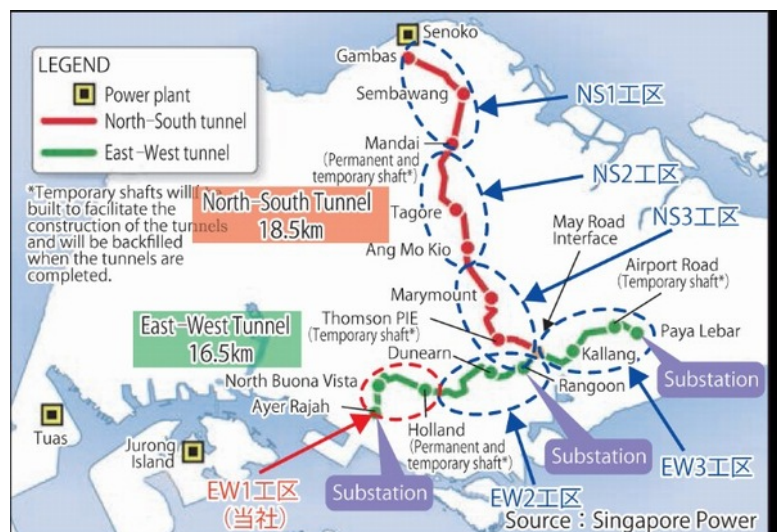 Senoko
Gambas
LEGEND
Power plant
North-South tunnel
East-West tunnel
Sembawang
NS1工区
Mandai
(Permanent and
temporary shaft*)
*Temporary shafts will be
built to facilitate the
construction of the tunnels
and will be backfilled
when the tunnels are
completed.
North-South Tunnel
18.5km
NS2工区
Tagore
Ang Mo Kio
NS3工区
May Road
Interface
Airport Road
(Temporary shaft*)
Marymount
Thomson PIE
(Temporary shaft*)
East-West Tunnel
16.5km
Dunearn
Paya Lebar
Kallang
Rangoon
North Buona Vista
Ayer Rajah
Substation
Holland
(Permanent and
temporary shaft*)
Tuas
Jurong
Island
EW1工区
(当社)
Substation
Substation
EW2工区
EW3工区
Source：Singapore Power